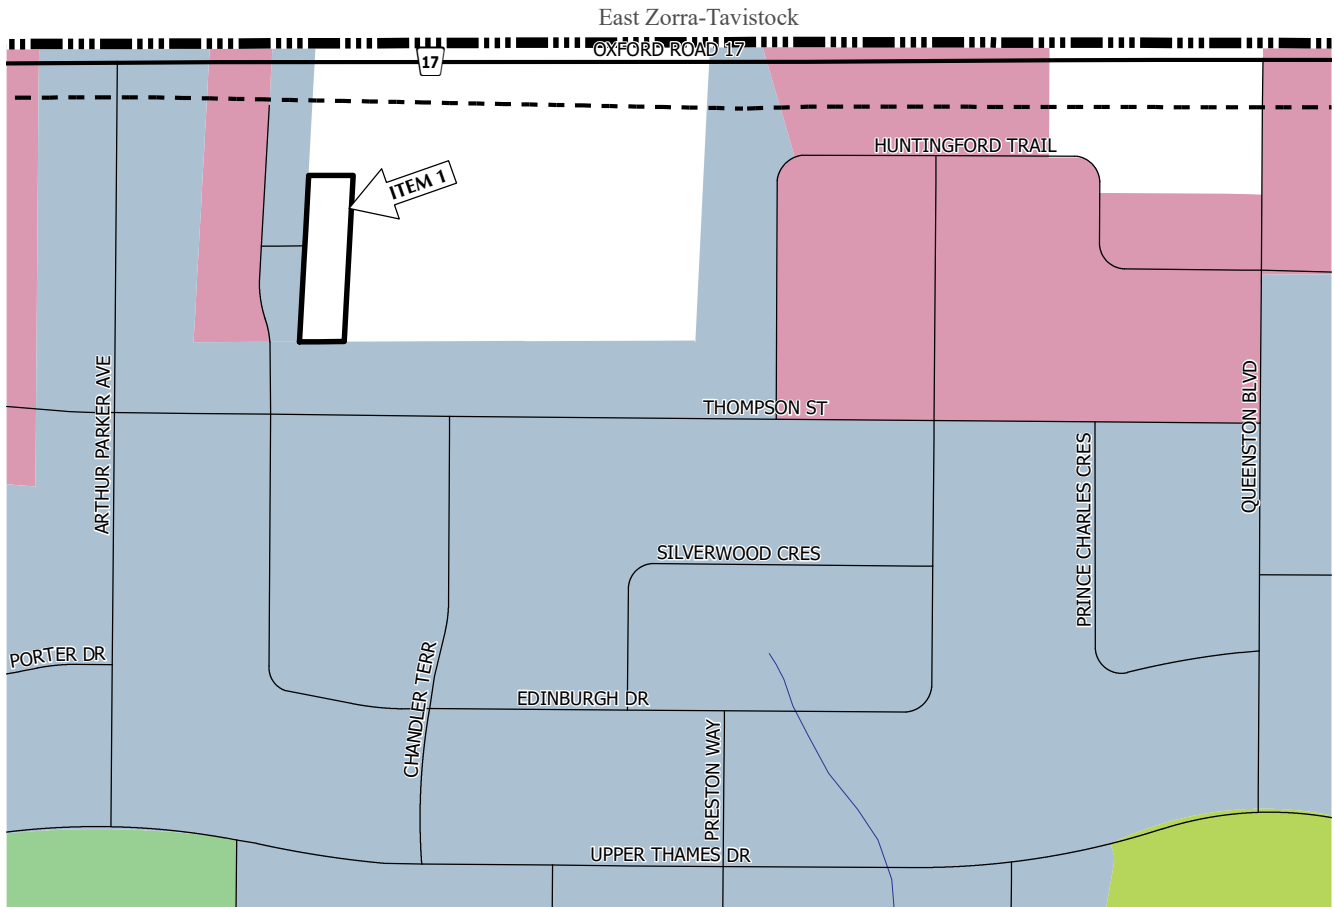 East Zorra-Tavistock
OXFORD ROAD 17
17
HUNTINGFORD TRAIL
ITEM 1
ARTHUR PARKER AVE
THOMPSON ST
QUEENSTON BLVD
PRINCE CHARLES CRES
SILVERWOOD CRES
PORTER DR
CHANDLER TERR
EDINBURGH DR
PRESTON WAY
UPPER THAMES DR